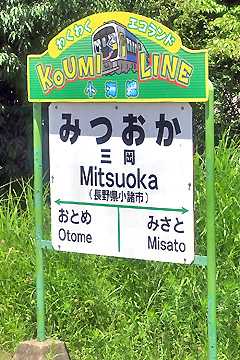 わくわく エコランド
KOUMI LINE
小海線
みつおか
三岡
Mitsuoka
(長野県小諸市)
おとめ みさと
Otome Misato